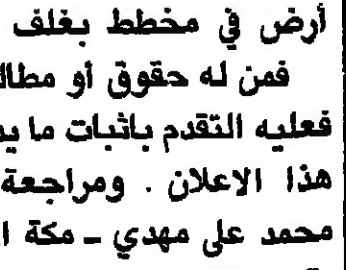 أرض في مخطط بغلف
فمن له حقوق أو
فعليه التقدم باثبات ما
هذا الاعلان . ومراجعة
محمد على مهدي ـ مكة